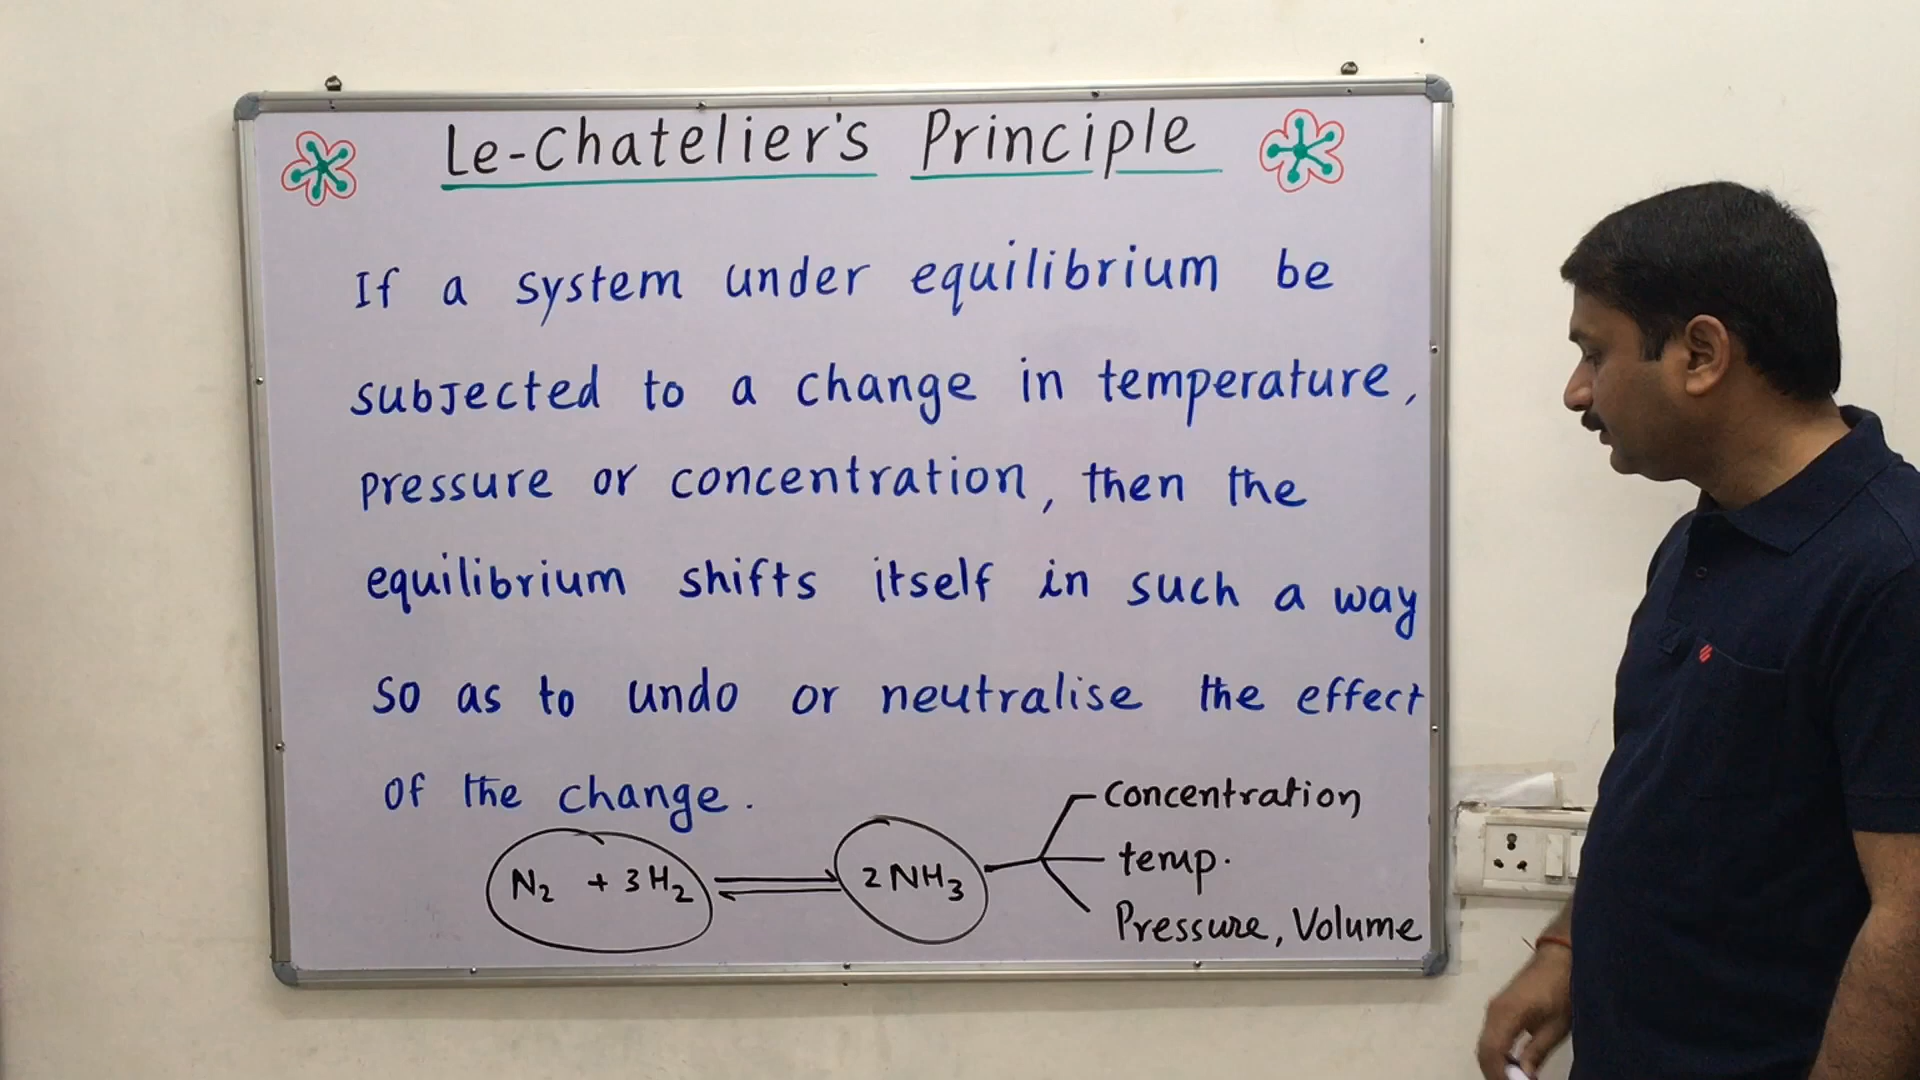 Le-Chatelier's Principle
If a system under equilibrium be
subjected to a change in temperature,
pressure or concentration, then the
equilibrium shifts itself in such a way
so as to undo or neutralise the effect
of the change.
Concentration
temp.
N₂ + 3H₂ ⇌ 2NH₃
Pressure, Volume